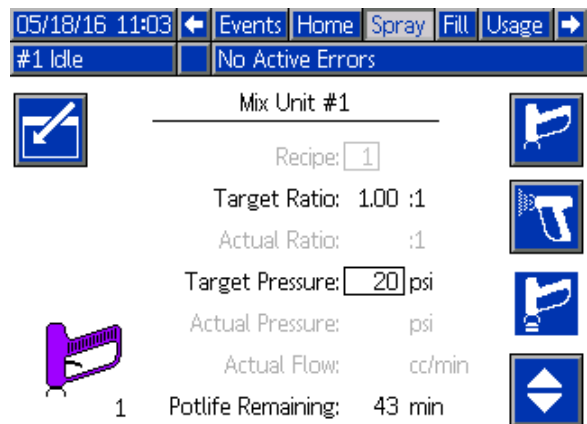 05/18/16 11:03 Events Home Spray Fill Usage
#1 Idle No Active Errors
Mix Unit #1
Recipe: 1
Target Ratio: 1.00 :1
Actual Ratio: :1
Target Pressure: 20 psi
Actual Pressure: psi
Actual Flow: cc/min
1 Potlife Remaining: 43 min